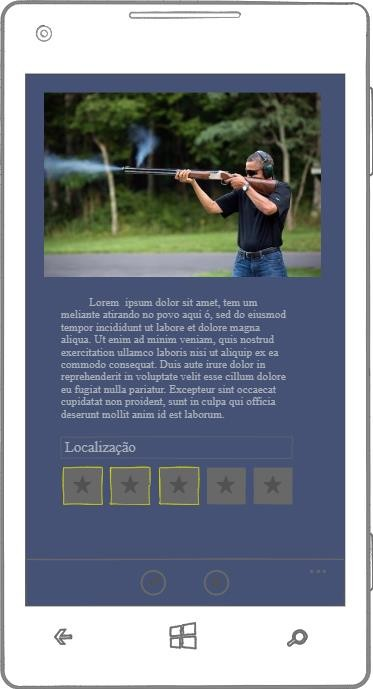 Lorem ipsum dolor sit amet, tem um
meliante atirando no povo aqui ó, sed do eiusmod
tempor incididunt ut labore et dolore magna
aliqua. Ut enim ad minim veniam, quis nostrud
exercitation ullamco laboris nisi ut aliquip ex ea
commodo consequat. Duis aute irure dolor in
reprehenderit in voluptate velit esse cillum dolore
eu fugiat nulla pariatur. Excepteur sint occaecat
cupidatat non proident, sunt in culpa qui officia
deserunt mollit anim id est laborum.
Localização